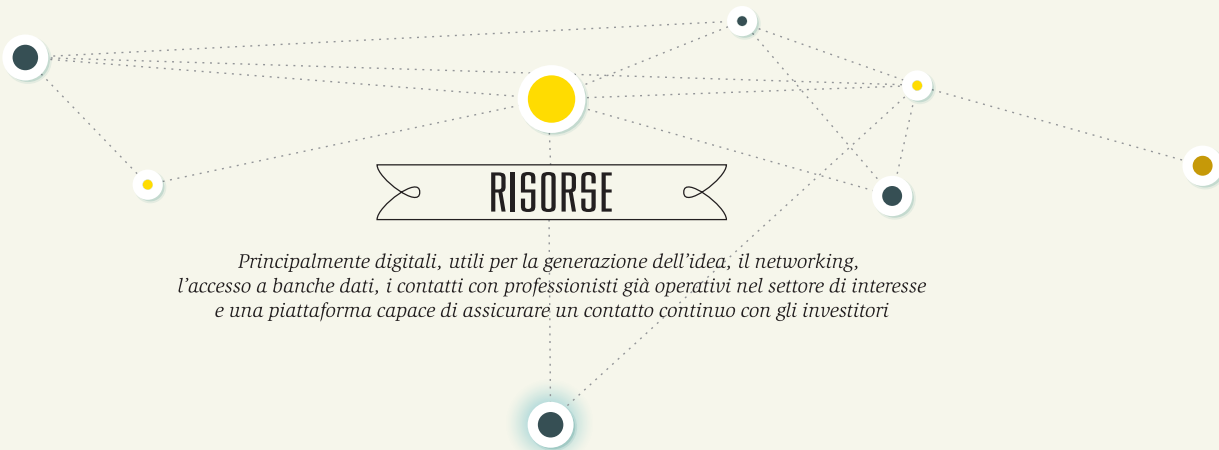 RISORSE
Principalmente digitali, utili per la generazione dell’idea, il networking,
l’accesso a banche dati, i contatti con professionisti già operativi nel settore di interesse
e una piattaforma capace di assicurare un contatto continuo con gli investitori